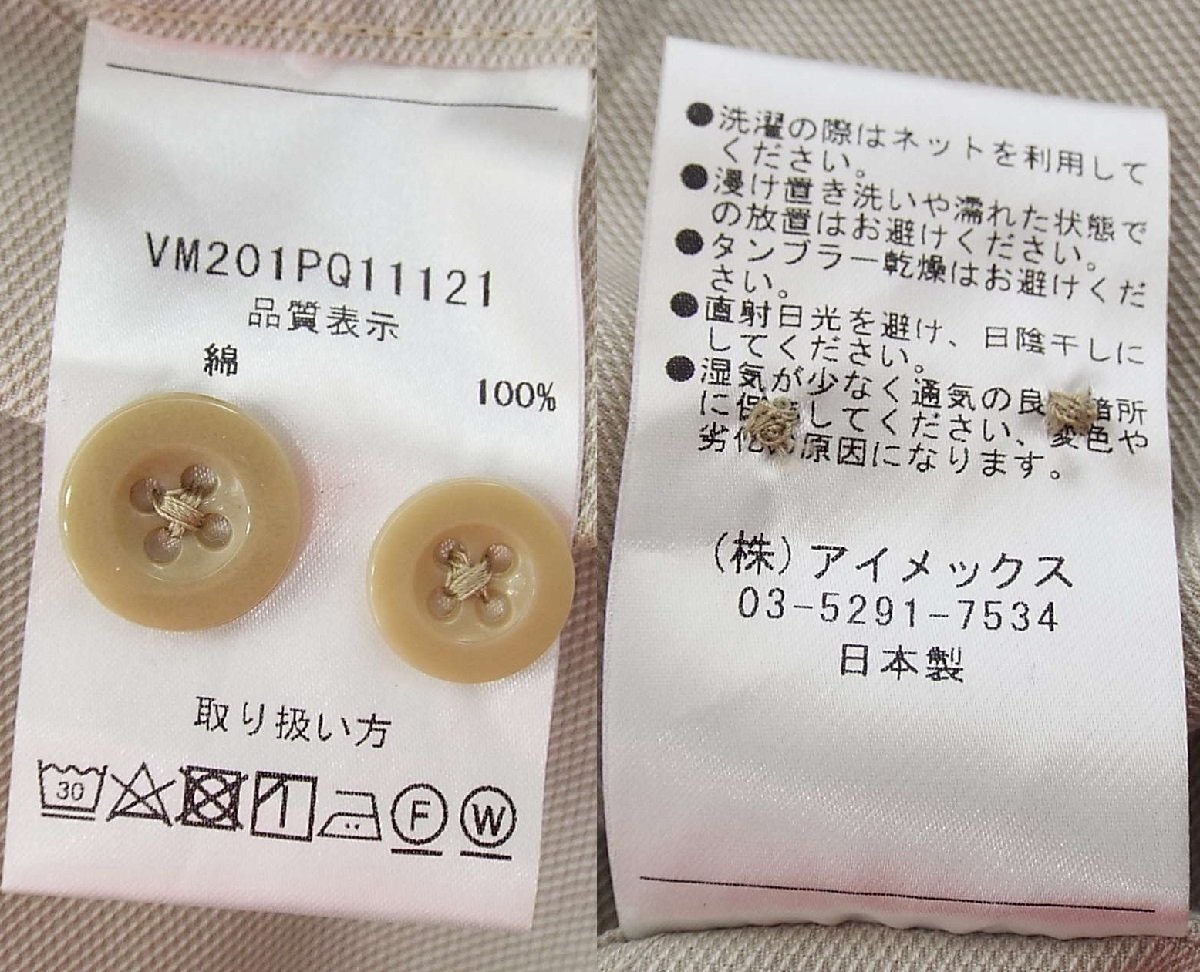 VM201PQ11121
品質表示
綿
100%
取り扱い方
30
F W
●洗濯の際はネットを利用して
ください。
●浸け置き洗いや濡れた状態で
の放置はお避けください。
●タンブラー乾燥はお避けくだ
さい。
●直射日光を避け、日陰干しに
してください。
●湿気が少なく通気の良 暗所
に保 してください、変色や
劣化 原因になります。
(株)アイメックス
03-5291-7534
日本製